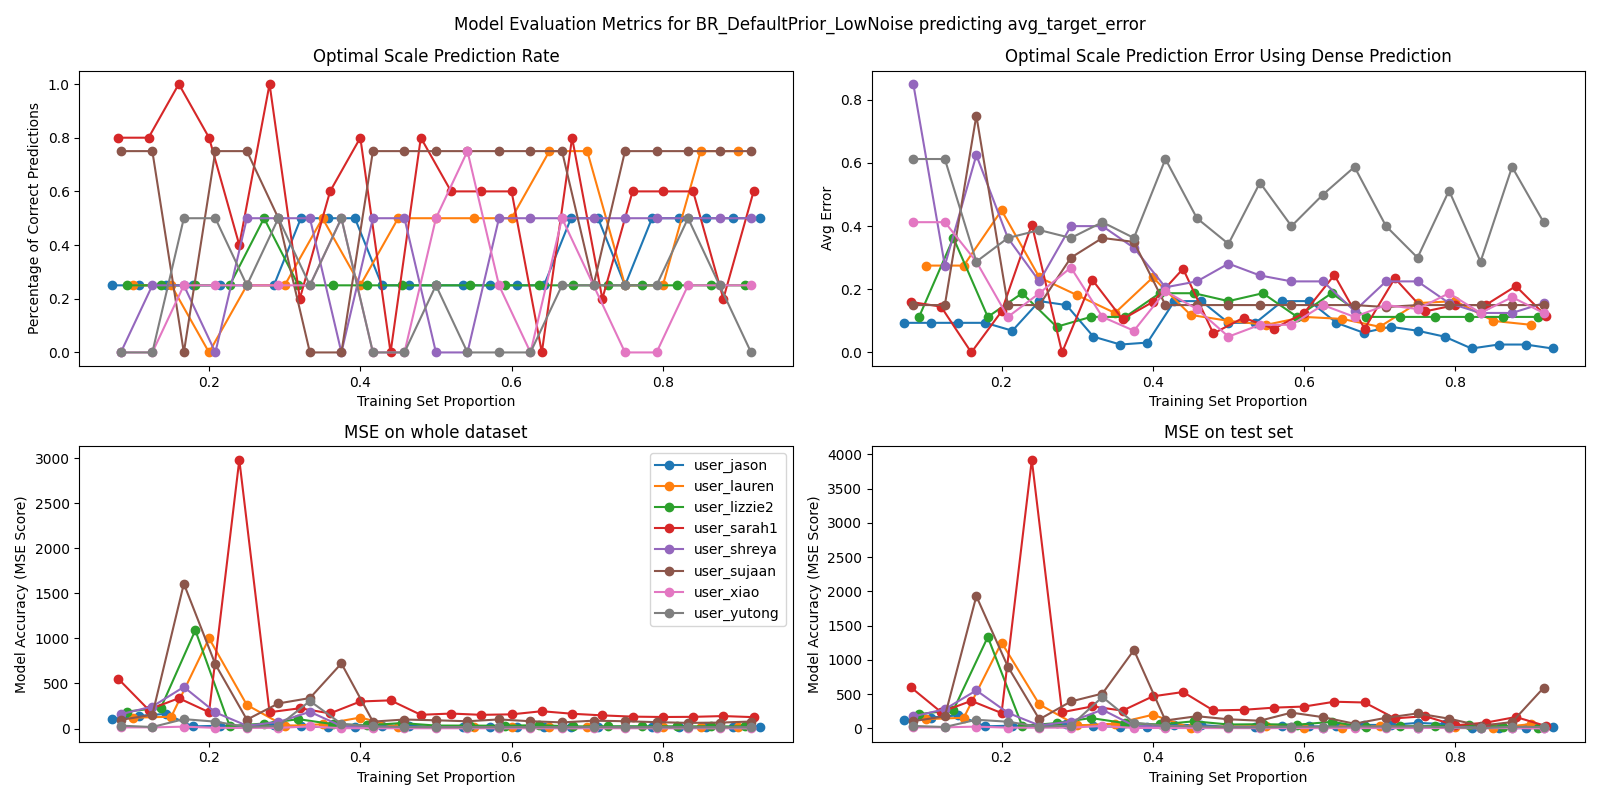 Model Evaluation Metrics for BR_DefaultPrior_LowNoise predicting avg_target_error
Optimal Scale Prediction Rate
Percentage of Correct Predictions
1.0
0.8
0.6
0.4
0.2
0.0
0.2 0.4 0.6 0.8
Training Set Proportion
Optimal Scale Prediction Error Using Dense Prediction
Avg Error
0.8
0.6
0.4
0.2
0.0
0.2 0.4 0.6 0.8
Training Set Proportion
MSE on whole dataset
Model Accuracy (MSE Score)
3000
2500
2000
1500
1000
500
0
user_jason
user_lauren
user_lizzie2
user_sarah1
user_shreya
user_sujaan
user_xiao
user_yutong
0.2 0.4 0.6 0.8
Training Set Proportion
MSE on test set
Model Accuracy (MSE Score)
4000
3500
3000
2500
2000
1500
1000
500
0
0.2 0.4 0.6 0.8
Training Set Proportion